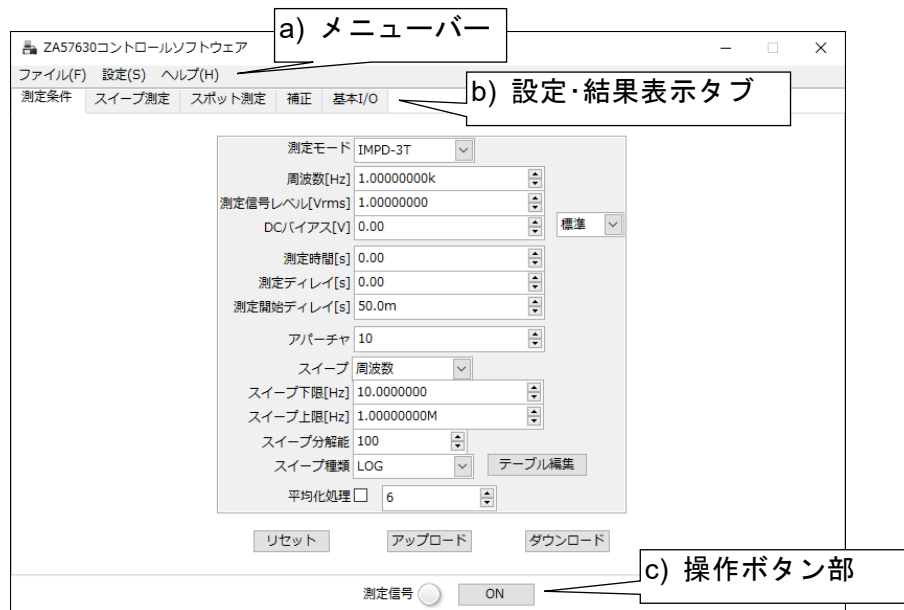 a) メニューバー
ZA57630コントロールソフトウェア
ファイル(F) 設定(S) ヘルプ(H)
測定条件 スイープ測定 スポット測定 補正 基本I/O
b) 設定・結果表示タブ
測定モード IMPD-3T
周波数[Hz] 1.00000000k
測定信号レベル[Vrms] 1.00000000
DCバイアス[V] 0.00 標準
測定時間[s] 0.00
測定ディレイ[s] 0.00
測定開始ディレイ[s] 50.0m
アパーチャ 10
スイープ 周波数
スイープ下限[Hz] 10.0000000
スイープ上限[Hz] 1.00000000M
スイープ分解能 100
スイープ種類 LOG テーブル編集
平均化処理 6
リセット アップロード ダウンロード
c) 操作ボタン部
測定信号 ON